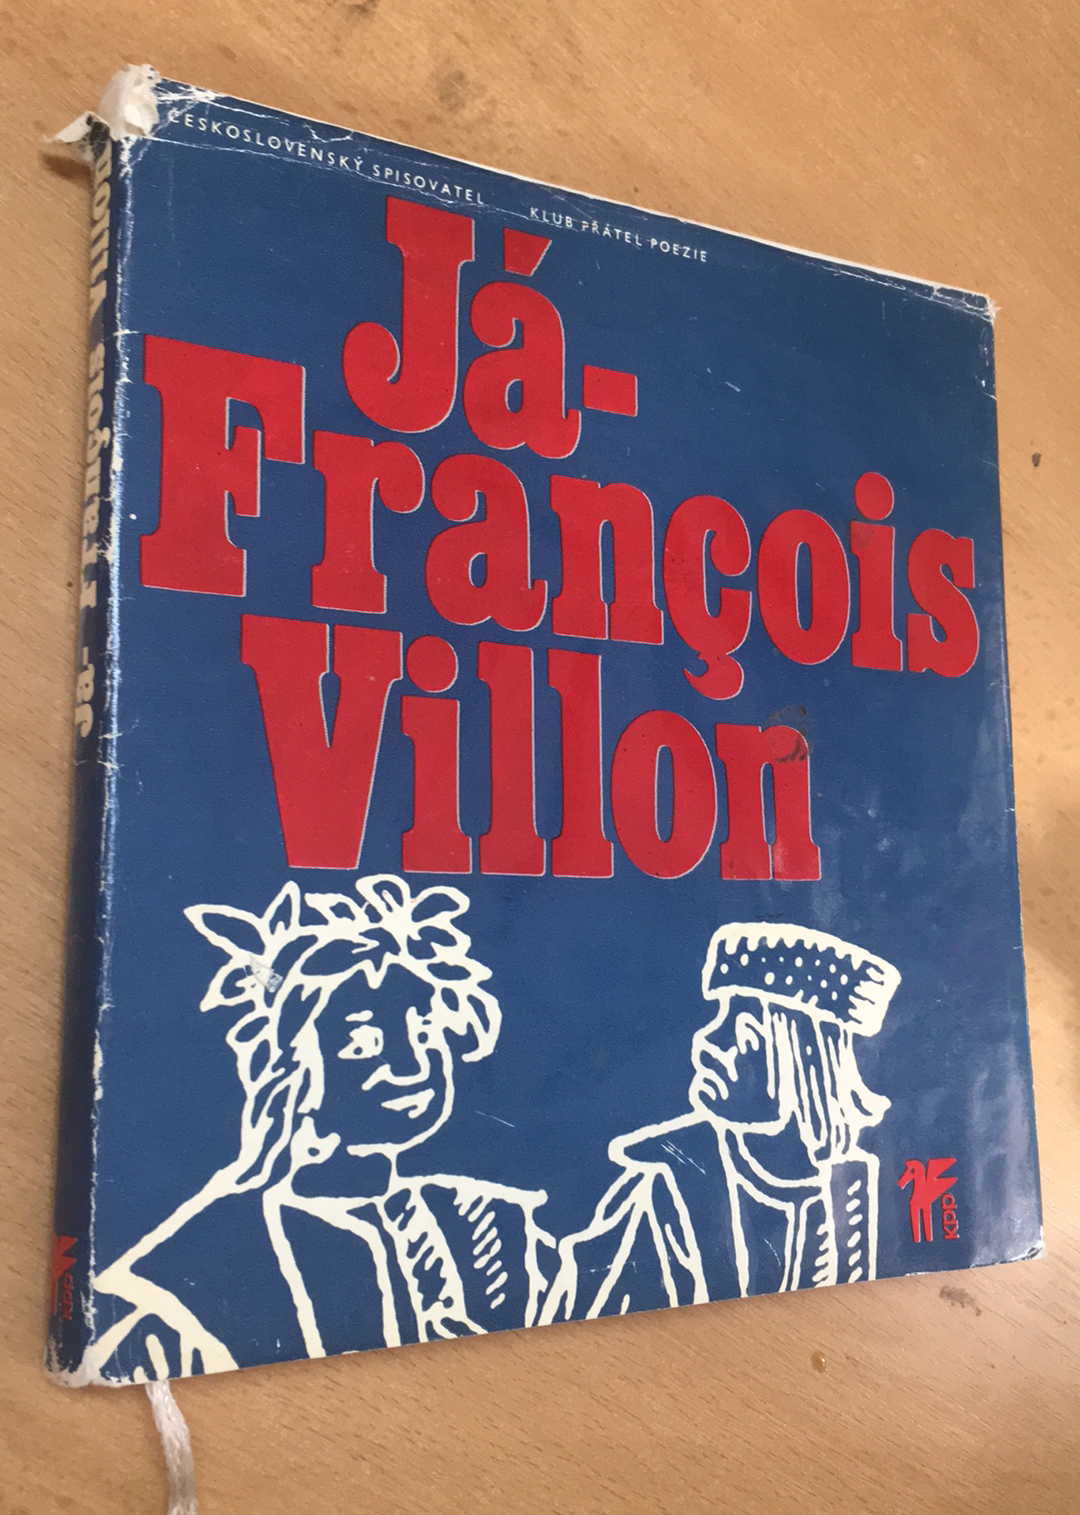 ČESKOSLOVENSKÝ SPISOVATEL KLUB PŘÁTEL POEZIE
Já-
François
Villon
kpp
Já- François Villon